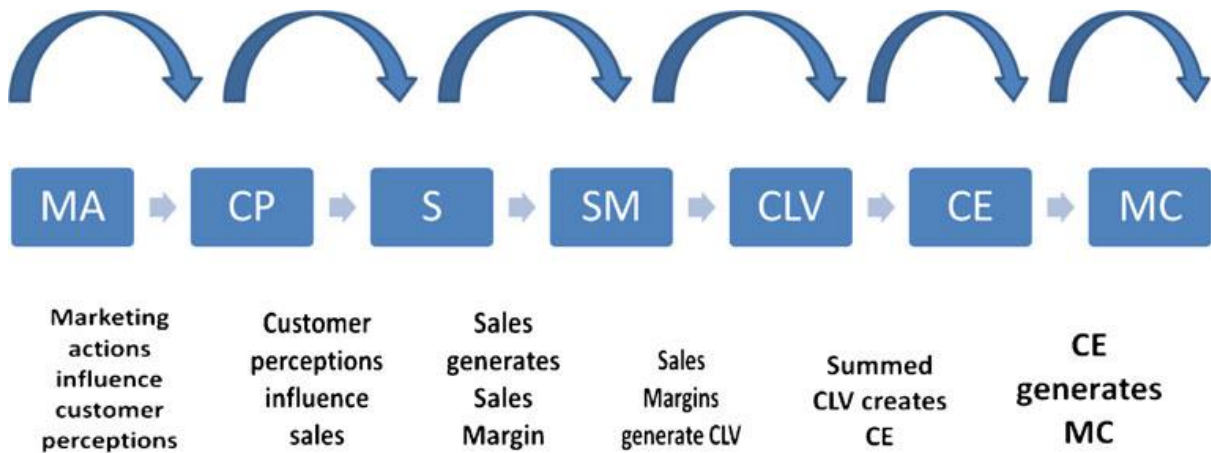 MA
CP
S
SM
CLV
CE
MC
Marketing
actions
influence
customer
perceptions
Customer
perceptions
influence
sales
Sales
generates
Sales
Margin
Sales
Margins
generate CLV
Summed
CLV creates
CE
CE
generates
MC